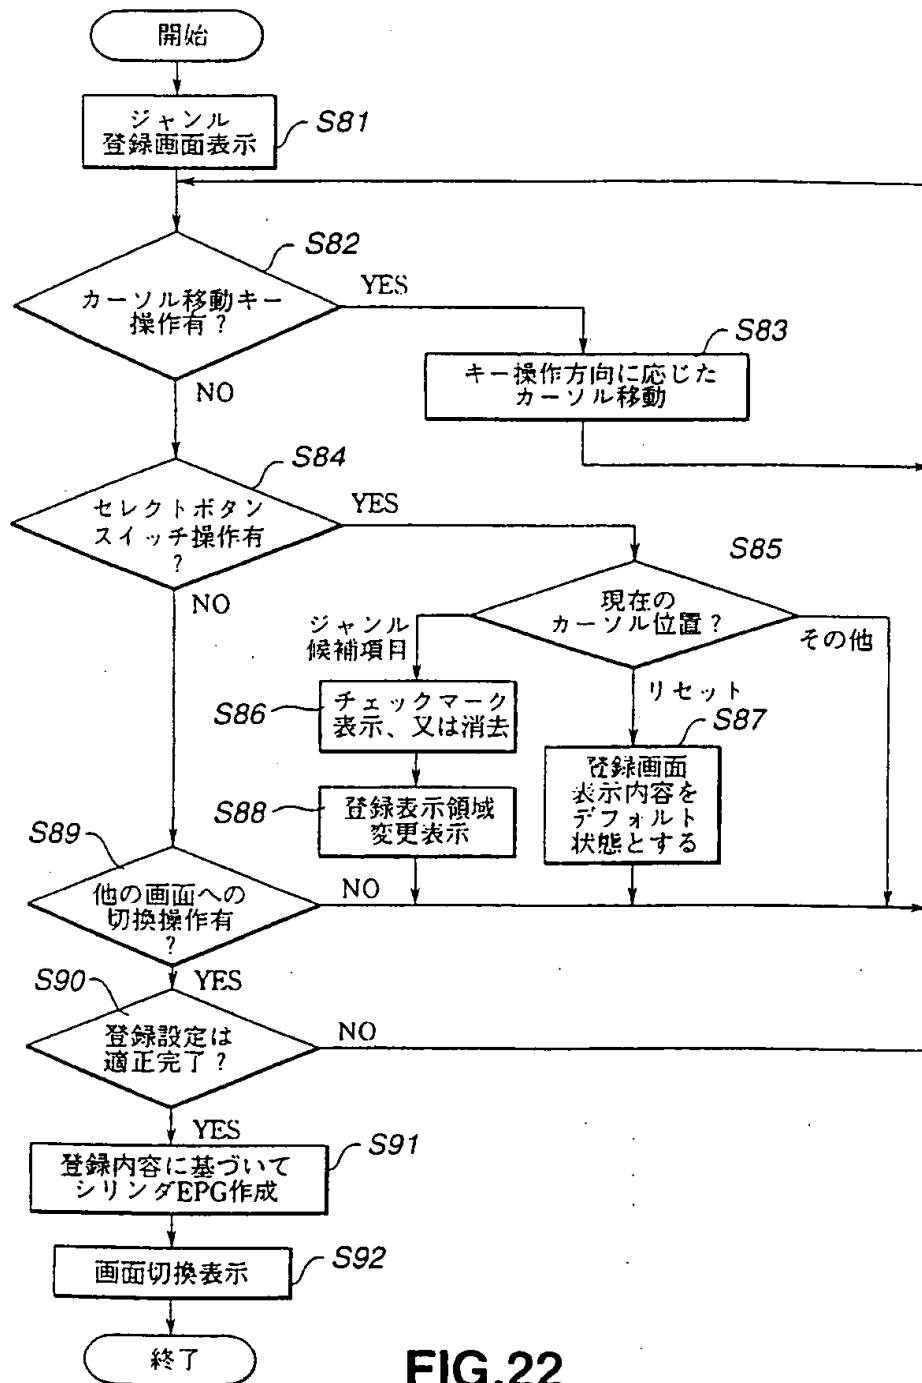 開始
ジャンル
登録画面表示
S81
S82
カーソル移動キー
操作有?
YES
NO
S83
キー操作方向に応じた
カーソル移動
S84
セレクトボタン
スイッチ操作有
?
YES
NO
S85
現在の
カーソル位置?
ジャンル
候補項目
その他
リセット
S86
チェックマーク
表示、又は消去
S87
登録画面
表示内容を
デフォルト
状態とする
S88
登録表示領域
変更表示
S89
他の画面への
切換操作有
?
NO
YES
S90
登録設定は
適正完了?
NO
YES
S91
登録内容に基づいて
シリンダEPG作成
S92
画面切換表示
終了
FIG.22